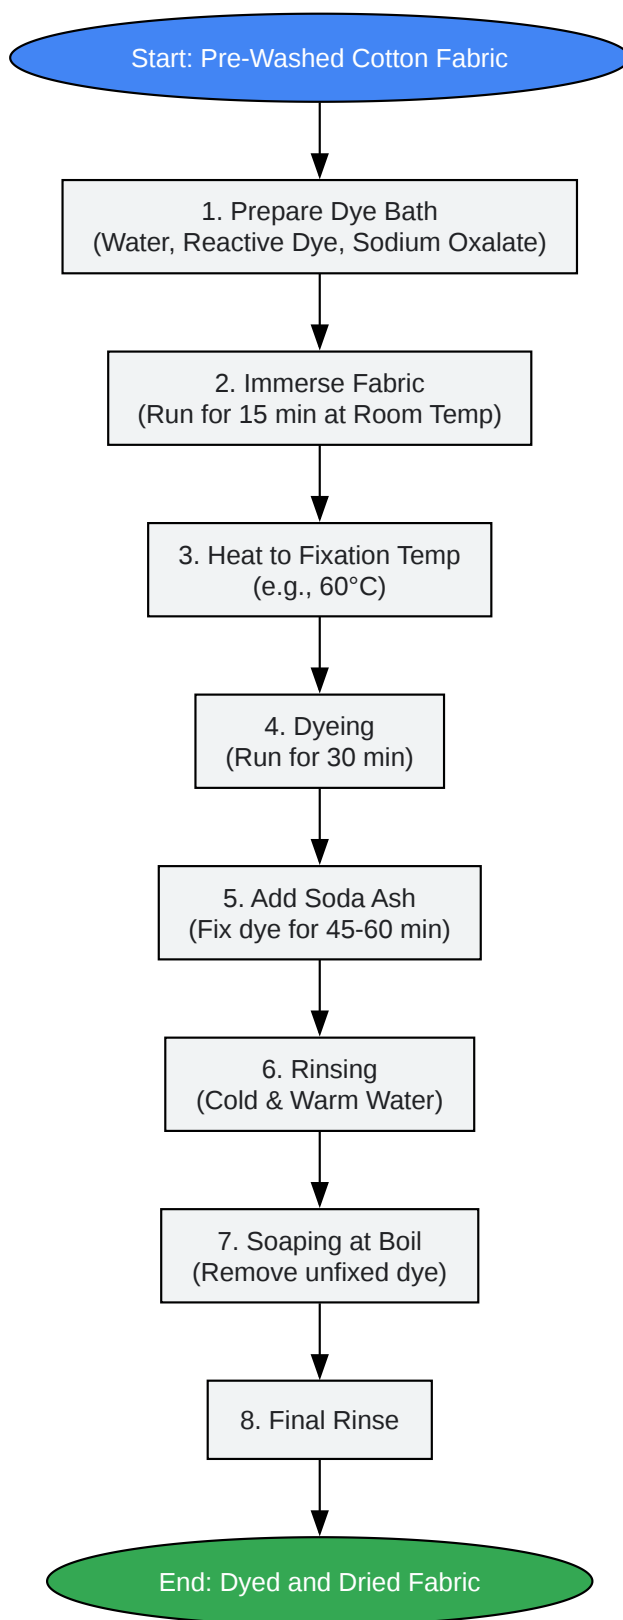 Start: Pre-Washed Cotton Fabric
1. Prepare Dye Bath
(Water, Reactive Dye, Sodium Oxalate)
2. Immerse Fabric
(Run for 15 min at Room Temp)
3. Heat to Fixation Temp
(e.g., 60°C)
4. Dyeing
(Run for 30 min)
5. Add Soda Ash
(Fix dye for 45-60 min)
6. Rinsing
(Cold & Warm Water)
7. Soaping at Boil
(Remove unfixed dye)
8. Final Rinse
End: Dyed and Dried Fabric